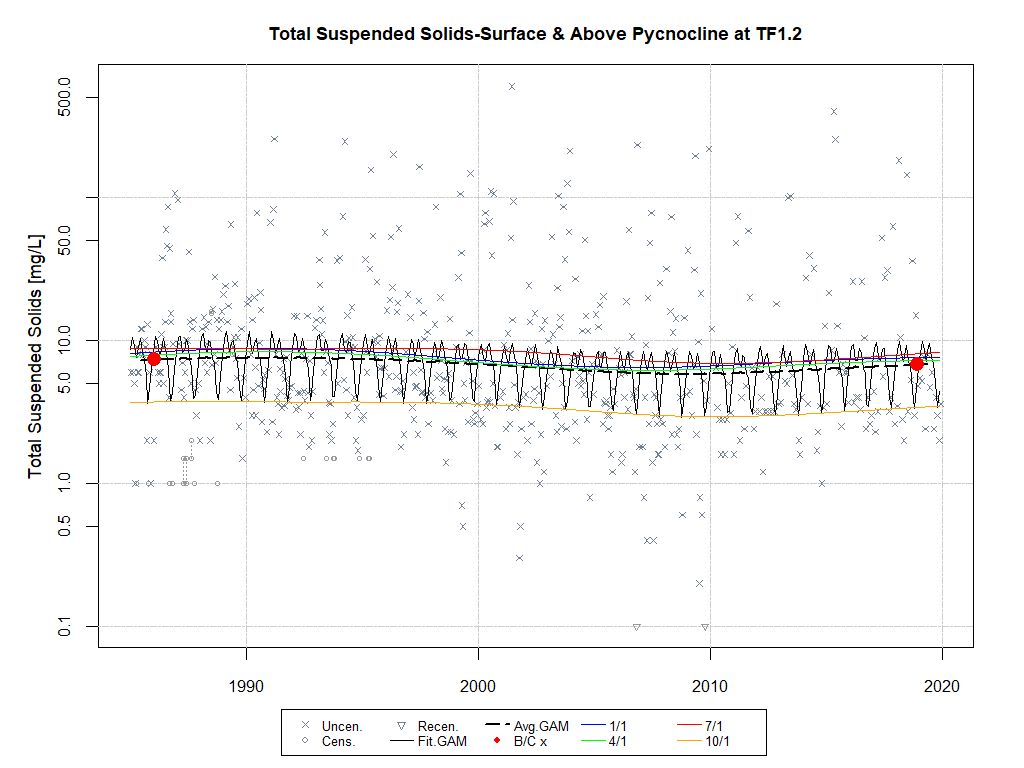 Total Suspended Solids-Surface & Above Pycnocline at TF1.2
Total Suspended Solids [mg/L]
500.0
50.0
10.0
5.0
1.0
0.5
0.1
1990 2000 2010 2020
Uncen. Recen. Avg.GAM 1/1 7/1
Cens. Fit.GAM B/C x 4/1 10/1